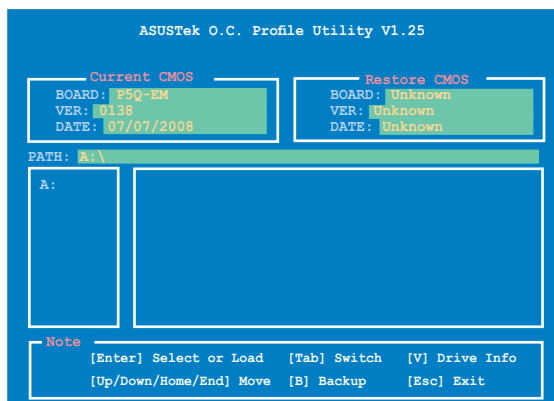 ASUSTek O.C. Profile Utility V1.25
Current CMOS
BOARD: P5Q-EM
VER: 0138
DATE: 07/07/2008
Restore CMOS
BOARD: Unknown
VER: Unknown
DATE: Unknown
PATH: A:\
A:
Note
[Enter] Select or Load [Tab] Switch [V] Drive Info
[Up/Down/Home/End] Move [B] Backup [Esc] Exit